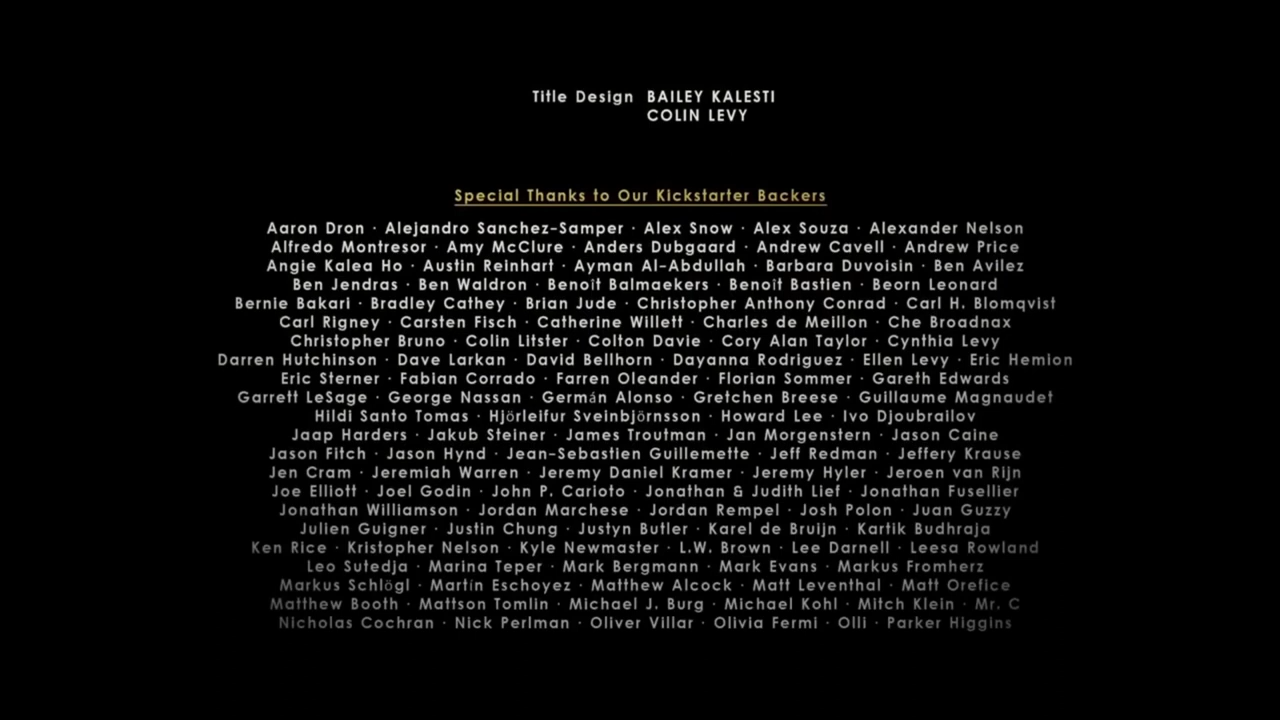 Title Design BAILEY KALESTI
COLIN LEVY
Special Thanks to Our Kickstarter Backers
Aaron Dron · Alejandro Sanchez-Samper · Alex Snow · Alex Souza · Alexander Nelson
Alfredo Montresor · Amy McClure · Anders Dubgaard · Andrew Cavell · Andrew Price
Angie Kalea Ho · Austin Reinhart · Ayman Al-Abdullah · Barbara Duvoisin · Ben Avilez
Ben Jendras · Ben Waldron · Benoît Balmaekers · Benoît Bastien · Beorn Leonard
Bernie Bakari · Bradley Cathey · Brian Jude · Christopher Anthony Conrad · Carl H. Blomqvist
Carl Rigney · Carsten Fisch · Catherine Willett · Charles de Meillon · Che Broadnax
Christopher Bruno · Colin Litster · Colton Davie · Cory Alan Taylor · Cynthia Levy
Darren Hutchinson · Dave Larkan · David Bellhorn · Dayanna Rodriguez · Ellen Levy · Eric Hemion
Eric Sterner · Fabian Corrado · Farren Oleander · Florian Sommer · Gareth Edwards
Garrett LeSage · George Nassan · Germán Alonso · Gretchen Breese · Guillaume Magnaudet
Hildi Santo Tomas · Hjörleifur Sveinbjörnsson · Howard Lee · Ivo Djoubrailov
Jaap Harders · Jakub Steiner · James Troutman · Jan Morgenstern · Jason Caine
Jason Fitch · Jason Hynd · Jean-Sebastien Guillemette · Jeff Redman · Jeffery Krause
Jen Cram · Jeremiah Warren · Jeremy Daniel Kramer · Jeremy Hyler · Jeroen van Rijn
Joe Elliott · Joel Godin · John P. Carioto · Jonathan & Judith Lief · Jonathan Fusellier
Jonathan Williamson · Jordan Marchese · Jordan Rempel · Josh Polon · Juan Guzzy
Julien Guigner · Justin Chung · Justyn Butler · Karel de Bruijn · Kartik Budhraja
Ken Rice · Kristopher Nelson · Kyle Newmaster · L.W. Brown · Lee Darnell · Leesa Rowland
Leo Sutedja · Marina Teper · Mark Bergmann · Mark Evans · Markus Fromherz
Markus Schlögl · Martín Eschoyez · Matthew Alcock · Matt Leventhal · Matt Orefice
Matthew Booth · Mattson Tomlin · Michael J. Burg · Michael Kohl · Mitch Klein · Mr. C
Nicholas Cochran · Nick Perlman · Oliver Villar · Olivia Fermi · Olli · Parker Higgins